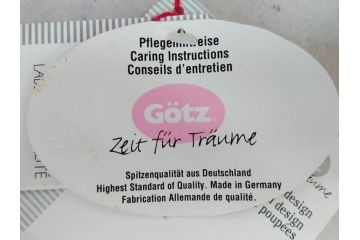 Pflegehinweise
Caring Instructions
Conseils d'entretien
Götz
Zeit für Träume
Spitzenqualität aus Deutschland
Highest Standard of Quality. Made in Germany
Fabrication Allemande de qualité.
design
design
poupées